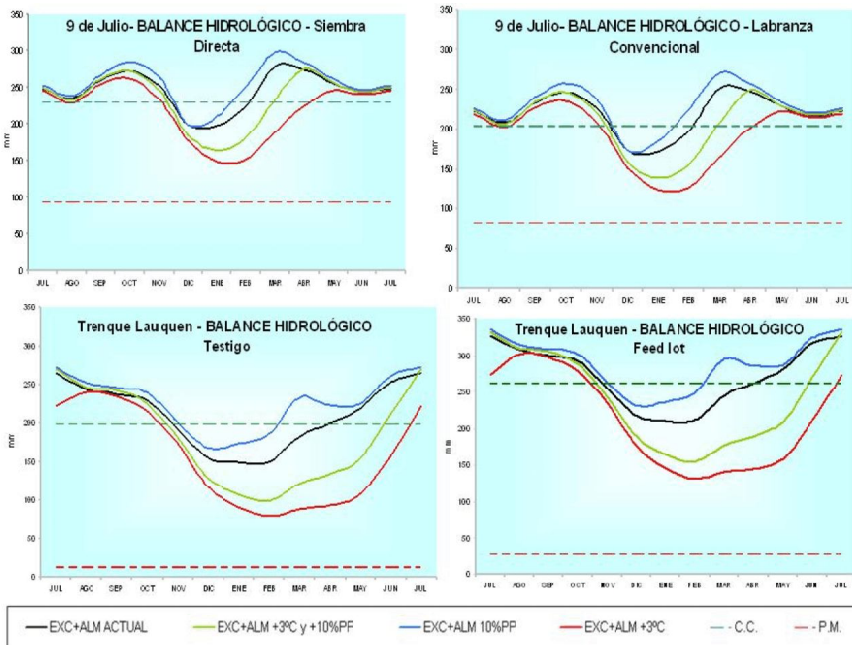 9 de Julio- BALANCE HIDROLÓGICO - Siembra
Directa
mm
350
300
250
200
150
100
50
0
JUL AGO SEP OCT NOV DIC ENE FEB MAR ABR MAY JUN JUL
9 de Julio- BALANCE HIDROLÓGICO - Labranza
Convencional
mm
350
300
250
200
150
100
50
0
JUL AGO SEP OCT NOV DIC ENE FEB MAR ABR MAY JUN JUL
Trenque Lauquen - BALANCE HIDROLÓGICO
Testigo
mm
350
300
250
200
150
100
50
0
JUL AGO SEP OCT NOV DIC ENE FEB MAR ABR MAY JUN JUL
Trenque Lauquen - BALANCE HIDROLÓGICO
Feed lot
mm
350
300
250
200
150
100
50
0
JUL AGO SEP OCT NOV DIC ENE FEB MAR ABR MAY JUN JUL
EXC+ALM ACTUAL EXC+ALM +3ºC y +10%PP EXC+ALM 10%PP EXC+ALM +3ºC C.C. P.M.